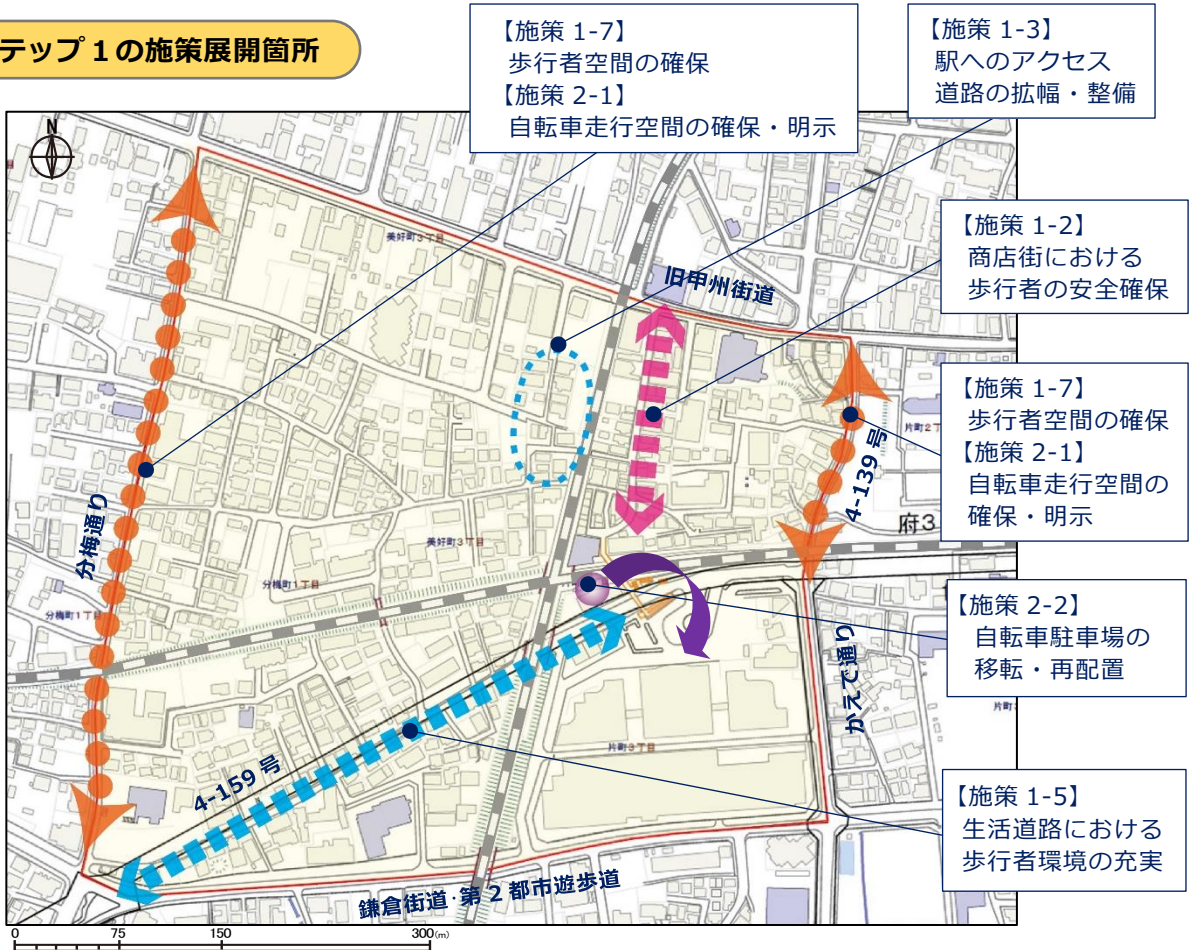 テップ１の施策展開箇所
【施策 1-7】
歩行者空間の確保
【施策 2-1】
自転車走行空間の確保・明示
【施策 1-3】
駅へのアクセス
道路の拡幅・整備
【施策 1-2】
商店街における
歩行者の安全確保
【施策 1-7】
歩行者空間の確保
【施策 2-1】
自転車走行空間の
確保・明示
【施策 2-2】
自転車駐車場の
移転・再配置
【施策 1-5】
生活道路における
歩行者環境の充実
N
美好町3丁目
旧甲州街道
片町2丁
4-139 号
府3
分梅通り
美好町3丁目
分梅町1丁目
分梅町1丁目
かえで通り
片町3
片町3丁目
4-159 号
鎌倉街道・第 2 都市遊歩道
0 75 150 300(m)